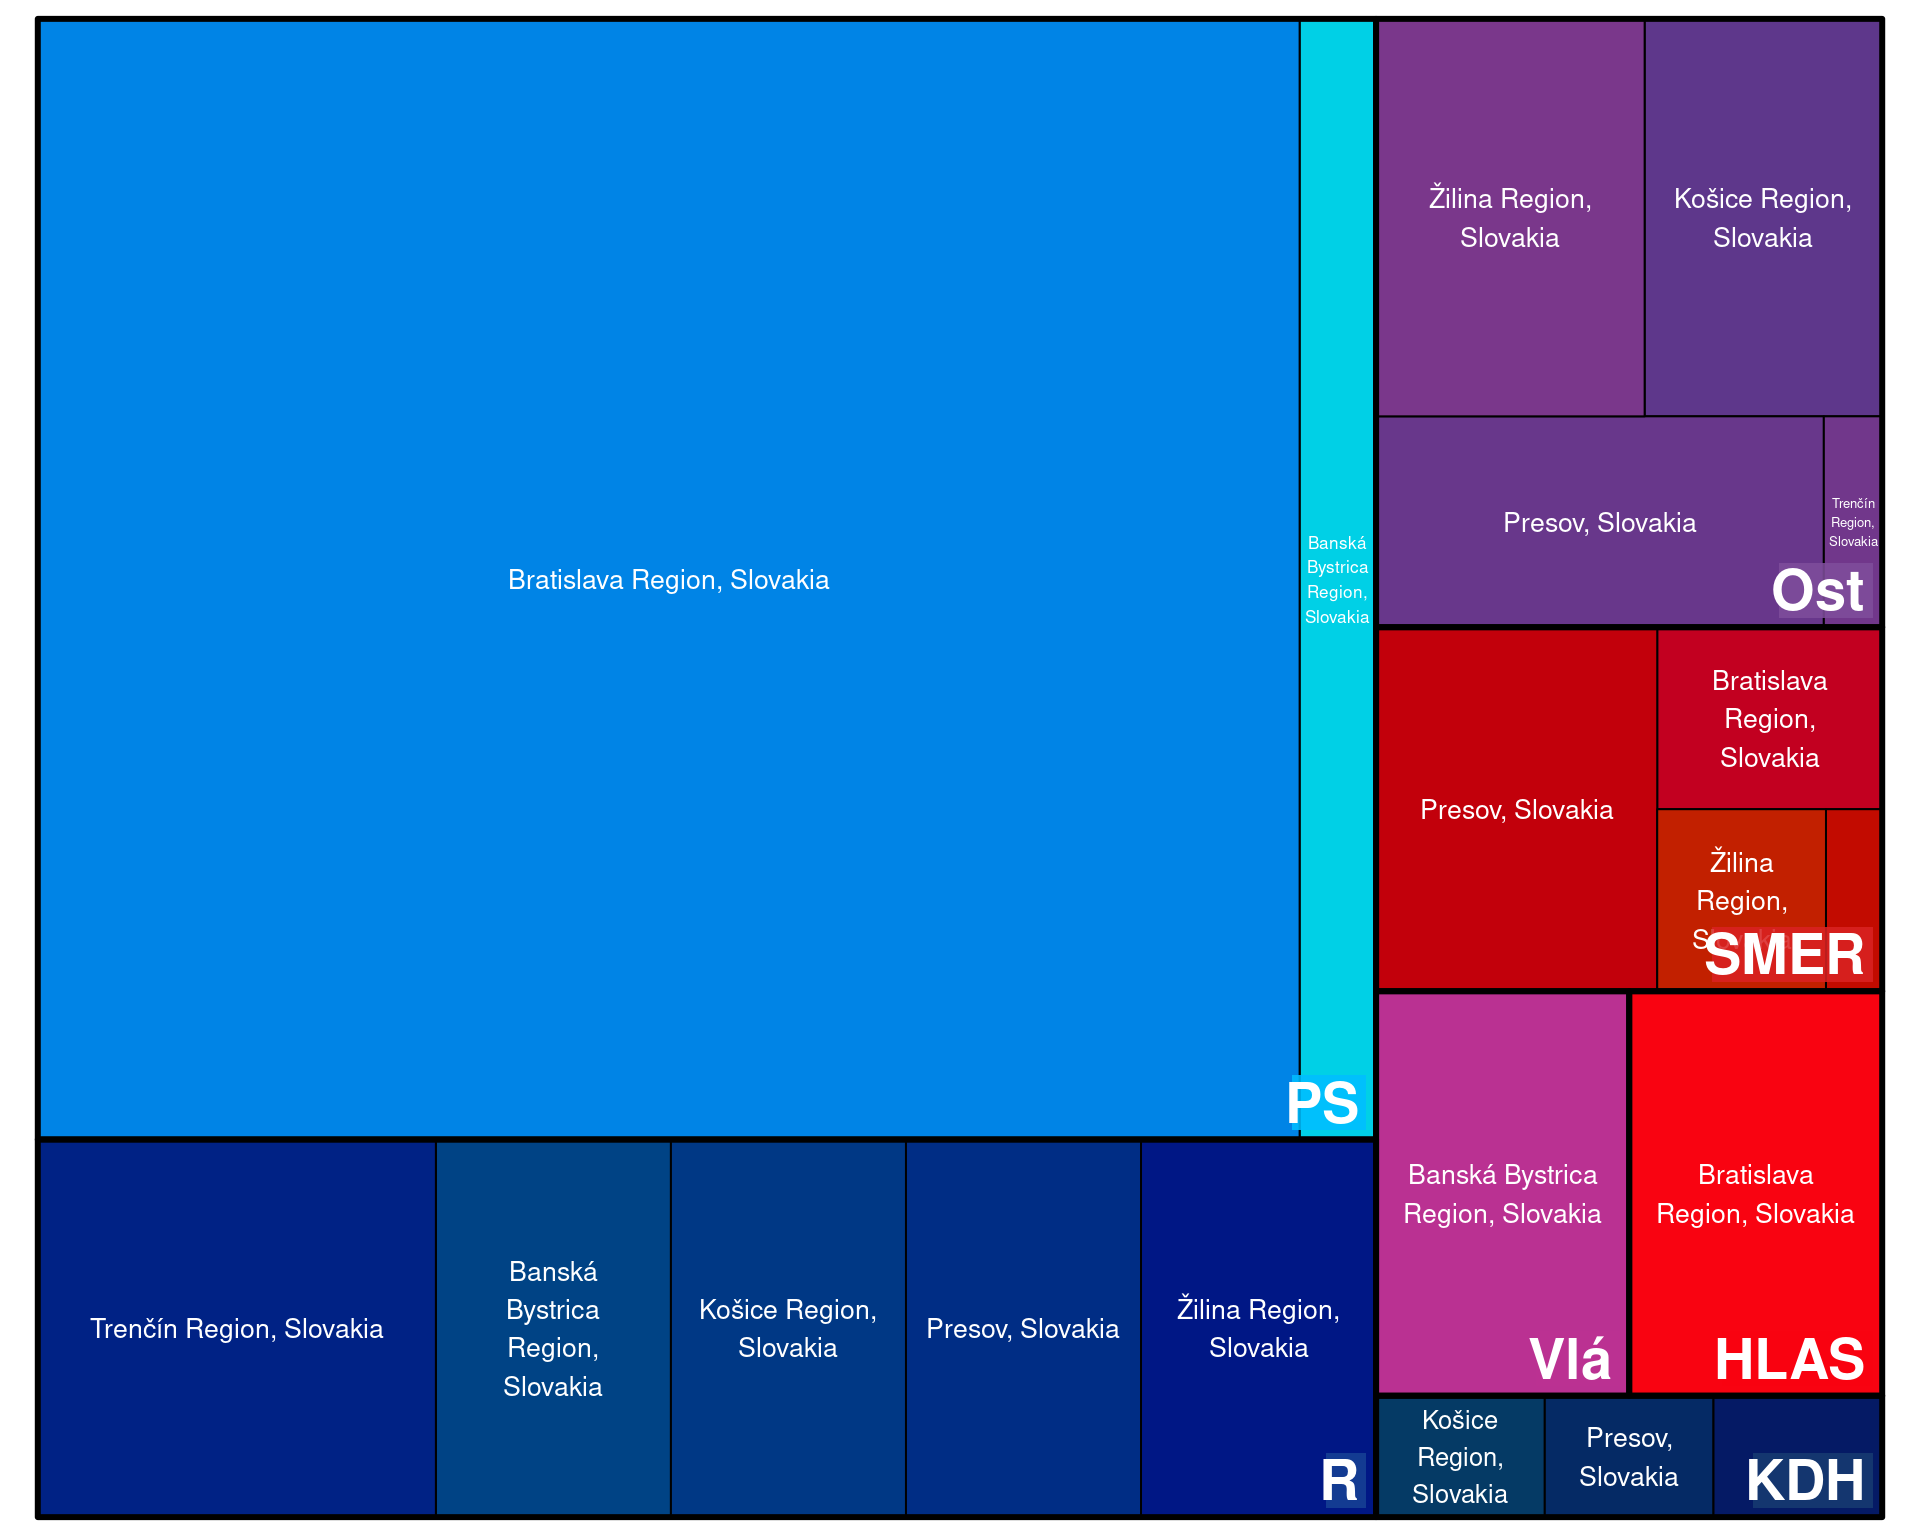 Bratislava Region, Slovakia
Banská
Bystrica
Region,
Slovakia
PS
Trenčín Region, Slovakia
Banská
Bystrica
Region,
Slovakia
Košice Region,
Slovakia
Presov, Slovakia
Žilina Region,
Slovakia
R
Žilina Region,
Slovakia
Košice Region,
Slovakia
Presov, Slovakia
Trenčín
Region,
Slovakia
Ost
Presov, Slovakia
Bratislava
Region,
Slovakia
Žilina
Region,
SMER
Banská Bystrica
Region, Slovakia
Vlá
Bratislava
Region, Slovakia
HLAS
Košice
Region,
Slovakia
Presov,
Slovakia
KDH